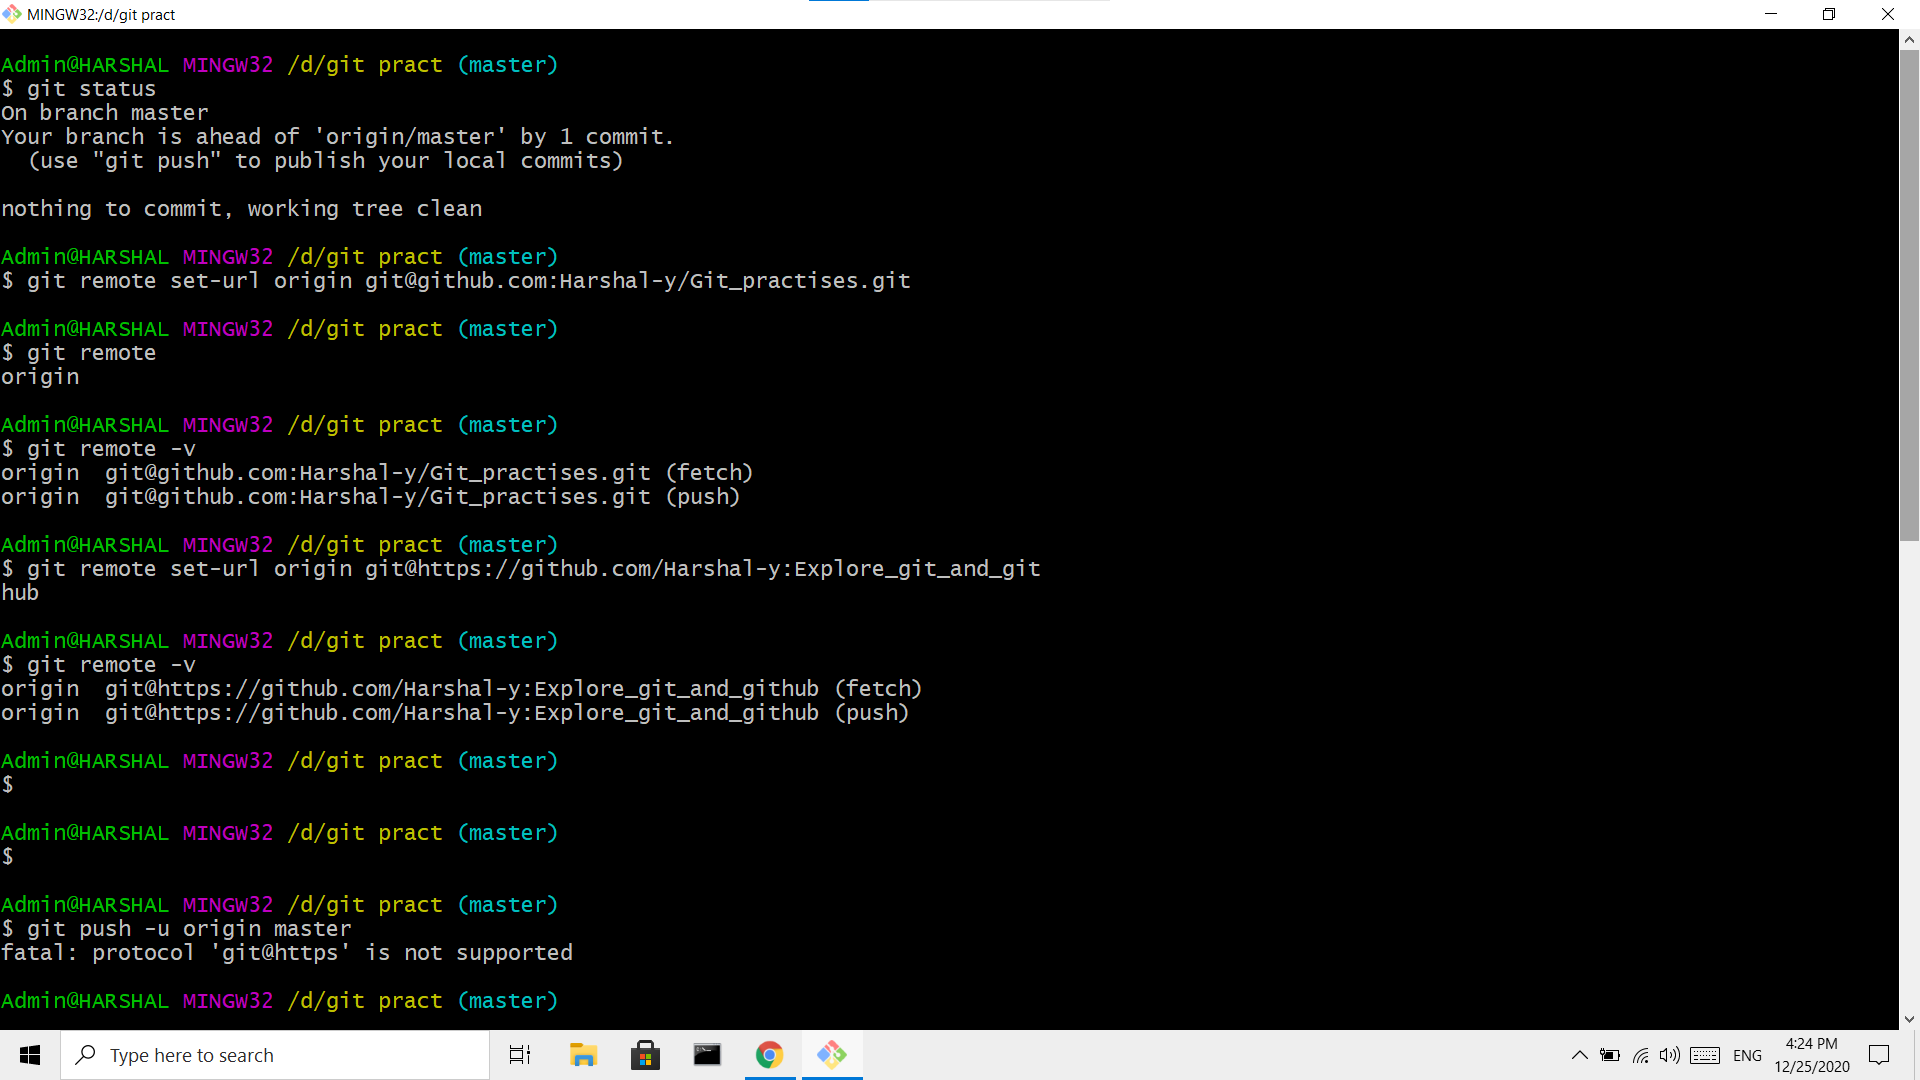 MINGW32:/d/git pract
Admin@HARSHAL MINGW32 /d/git pract (master)
$ git status
On branch master
Your branch is ahead of 'origin/master' by 1 commit.
  (use "git push" to publish your local commits)
nothing to commit, working tree clean
Admin@HARSHAL MINGW32 /d/git pract (master)
$ git remote set-url origin git@github.com:Harshal-y/Git_practises.git
Admin@HARSHAL MINGW32 /d/git pract (master)
$ git remote
origin
Admin@HARSHAL MINGW32 /d/git pract (master)
$ git remote -v
origin  git@github.com:Harshal-y/Git_practises.git (fetch)
origin  git@github.com:Harshal-y/Git_practises.git (push)
Admin@HARSHAL MINGW32 /d/git pract (master)
$ git remote set-url origin git@https://github.com/Harshal-y:Explore_git_and_git
hub
Admin@HARSHAL MINGW32 /d/git pract (master)
$ git remote -v
origin  git@https://github.com/Harshal-y:Explore_git_and_github (fetch)
origin  git@https://github.com/Harshal-y:Explore_git_and_github (push)
Admin@HARSHAL MINGW32 /d/git pract (master)
$
Admin@HARSHAL MINGW32 /d/git pract (master)
$
Admin@HARSHAL MINGW32 /d/git pract (master)
$ git push -u origin master
fatal: protocol 'git@https' is not supported
Admin@HARSHAL MINGW32 /d/git pract (master)
Type here to search
ENG
4:24 PM
12/25/2020